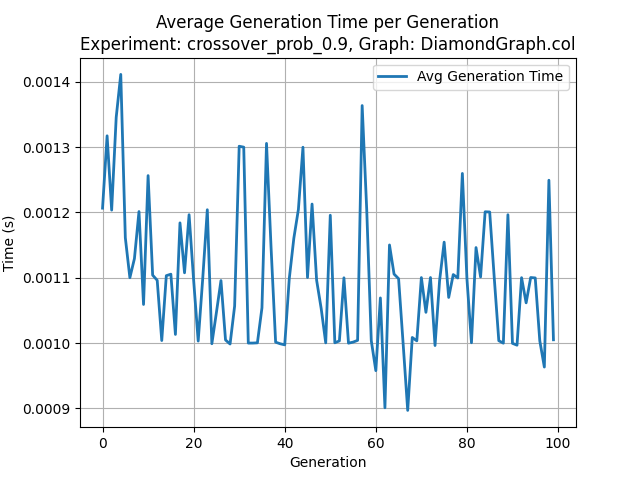 Average Generation Time per Generation
Experiment: crossover_prob_0.9, Graph: DiamondGraph.col
Avg Generation Time
0.0014
0.0013
0.0012
0.0011
0.0010
0.0009
Time (s)
0 20 40 60 80 100
Generation